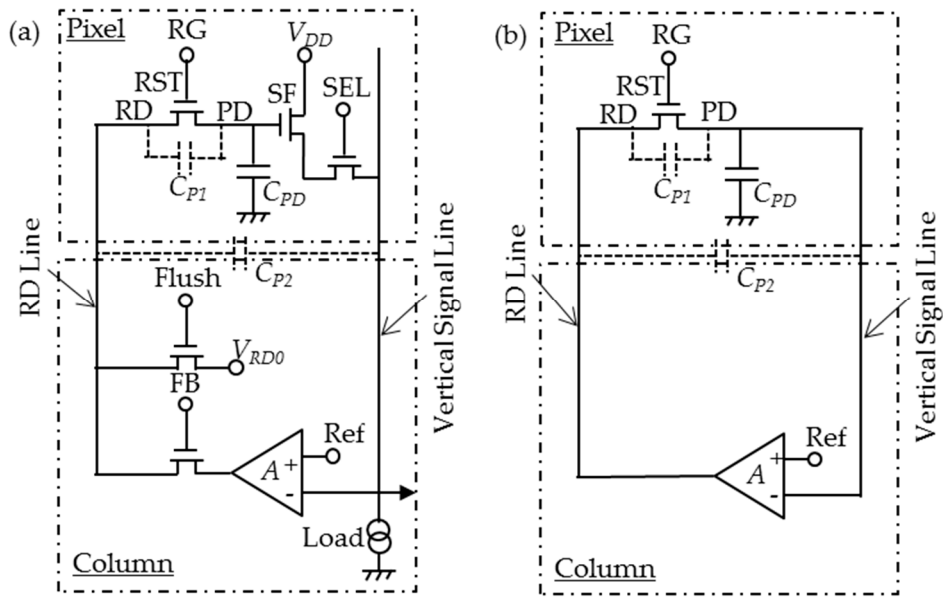 (a)
Pixel
RG
V_DD
RST
SF
SEL
RD
PD
C_P1
C_PD
C_P2
RD Line
Flush
V_RD0
FB
Vertical Signal Line
Ref
A
+
-
Load
Column
(b)
Pixel
RG
RST
RD
PD
C_P1
C_PD
C_P2
RD Line
Vertical Signal Line
Ref
A
+
-
Column